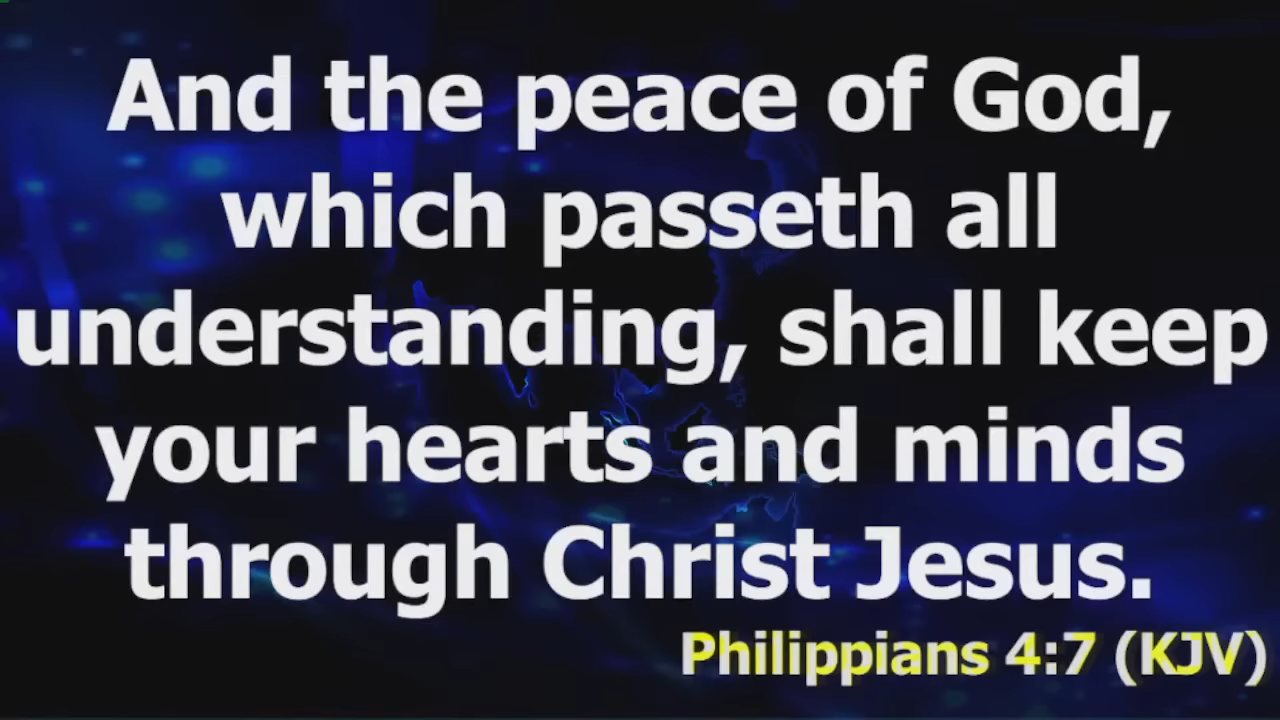 And the peace of God,
which passeth all
understanding, shall keep
your hearts and minds
through Christ Jesus.
Philippians 4:7 (KJV)